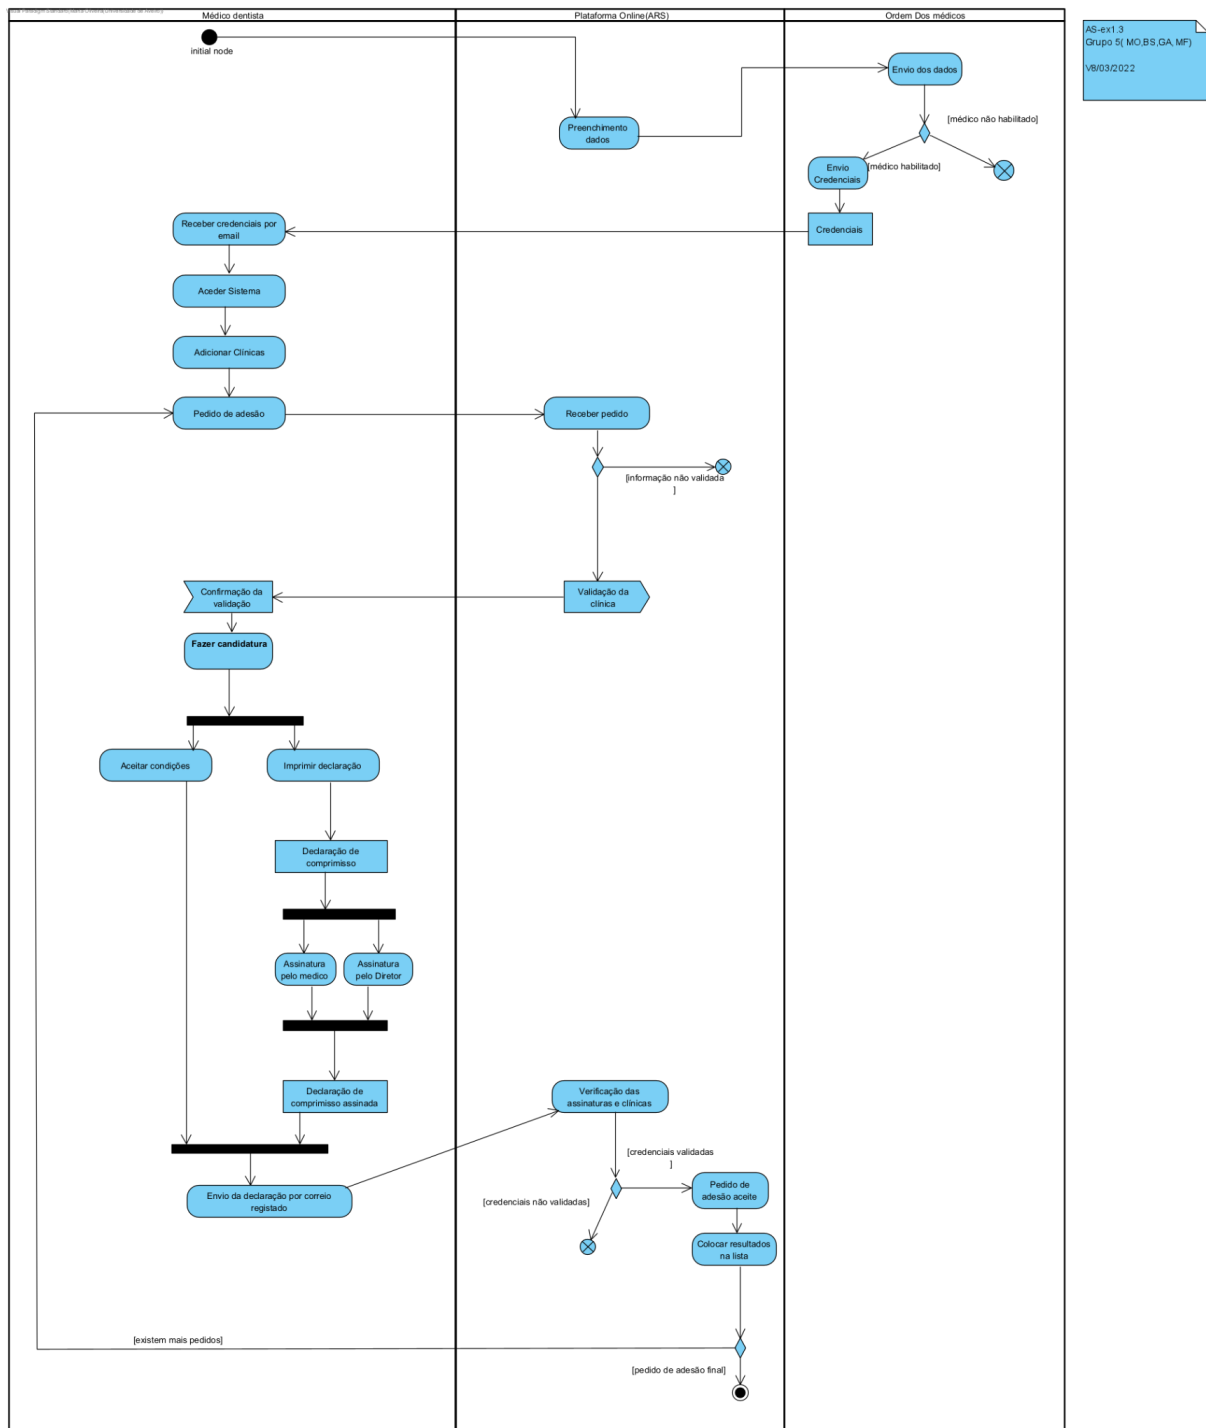 Médico dentista
Plataforma Online(ARS)
Ordem Dos médicos
AS-ex1.3
Grupo 5( MO,BS,GA, MF)
V8/03/2022
initial node
Envio dos dados
Preenchimento
dados
[médico não habilitado]
[médico habilitado]
Envio
Credenciais
Credenciais
Receber credenciais por
email
Aceder Sistema
Adicionar Clínicas
Pedido de adesão
Receber pedido
[informação não validada
]
Confirmação da
validação
Validação da
clínica
Fazer candidatura
Aceitar condições
Imprimir declaração
Declaração de
comprimisso
Assinatura
pelo medico
Assinatura
pelo Diretor
Declaração de
comprimisso assinada
Verificação das
assinaturas e clínicas
[credenciais validadas
]
Envio da declaração por correio
registado
[credenciais não validadas]
Pedido de
adesão aceite
Colocar resultados
na lista
[existem mais pedidos]
[pedido de adesão final]